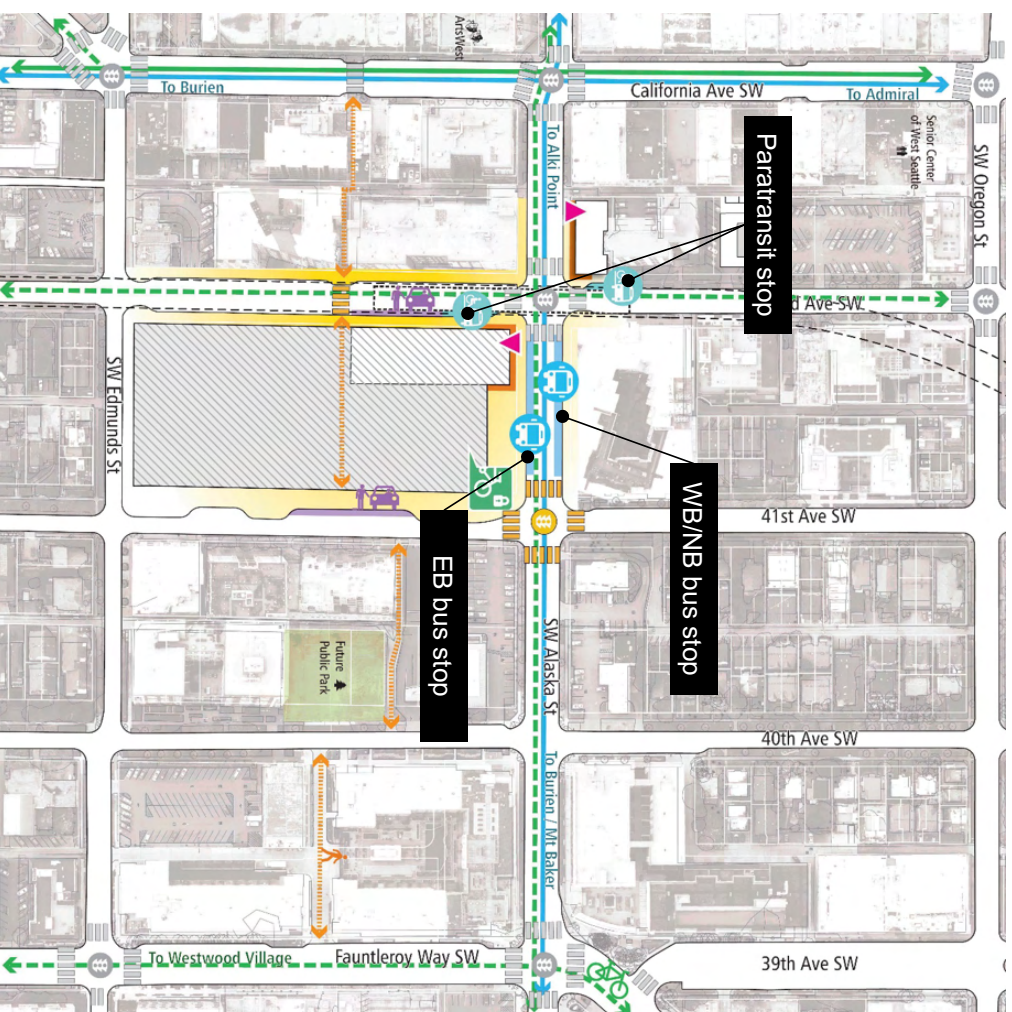 ArtsWest
To Burien
California Ave SW
To Admiral
Senior Center
of West Seattle
SW Oregon St
To Alki Point
Paratransit stop
d Ave SW
SW Edmunds St
WB/NB bus stop
EB bus stop
41st Ave SW
SW Alaska St
Future
Public Park
40th Ave SW
To Burien / Mt Baker
To Westwood Village
Fauntleroy Way SW
39th Ave SW